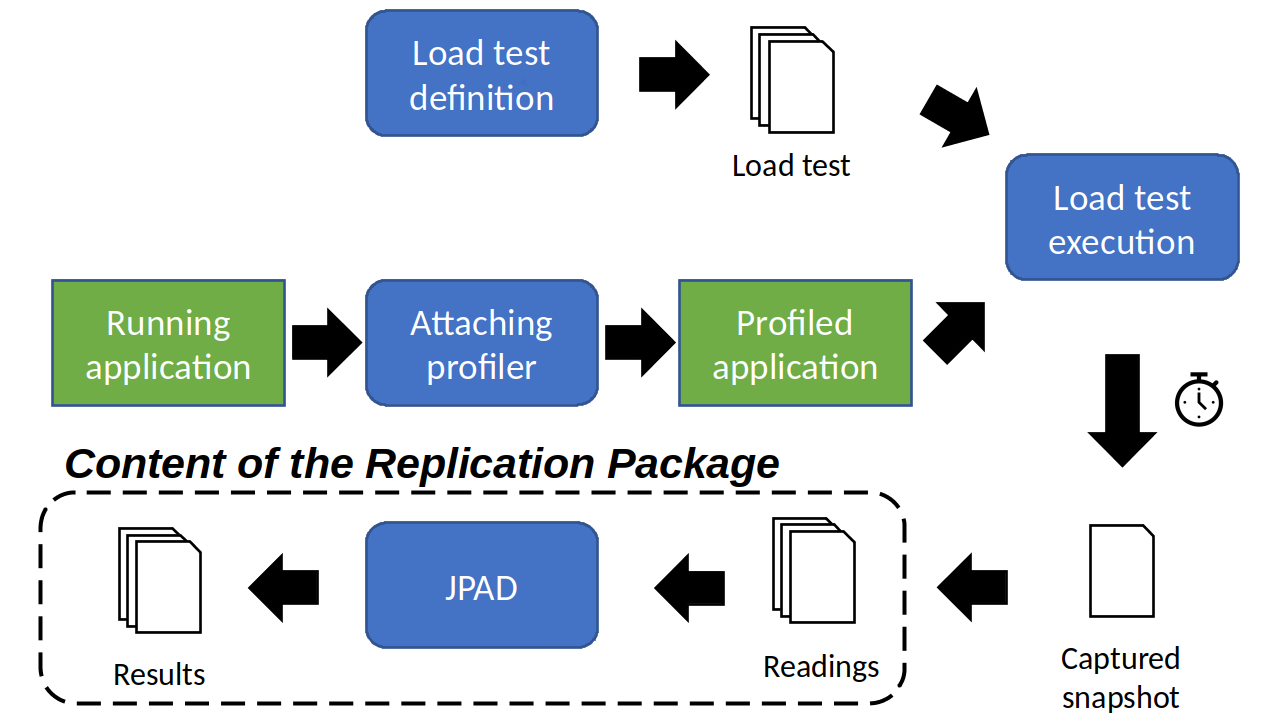 Load test
definition
Load test
Load test
execution
Running
application
Attaching
profiler
Profiled
application
Content of the Replication Package
Results
JPAD
Readings
Captured
snapshot